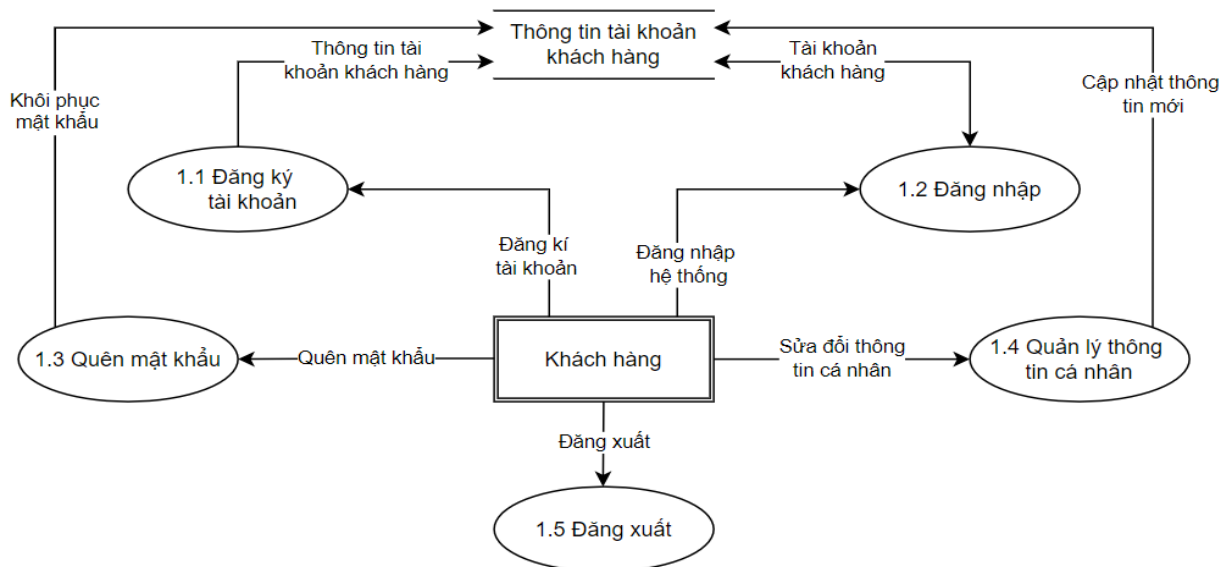 Thông tin tài khoản
khách hàng
Thông tin tài
khoản khách hàng
Tài khoản
khách hàng
Khôi phục
mật khẩu
Cập nhật thông
tin mới
1.1 Đăng ký
tài khoản
1.2 Đăng nhập
Đăng kí
tài khoản
Đăng nhập
hệ thống
1.3 Quên mật khẩu
Quên mật khẩu
Khách hàng
Sửa đổi thông
tin cá nhân
1.4 Quản lý thông
tin cá nhân
Đăng xuất
1.5 Đăng xuất